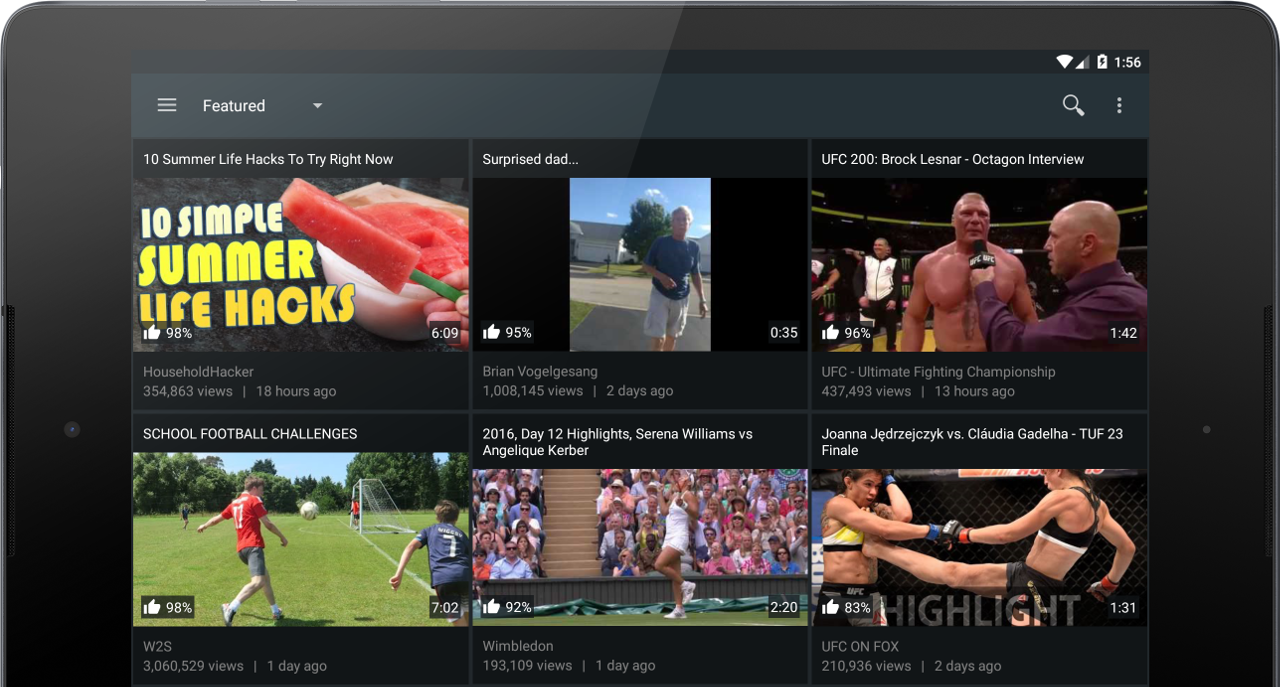 1:56
Featured
10 Summer Life Hacks To Try Right Now
10 SIMPLE
SUMMER
LIFE HACKS
98%
6:09
HouseholdHacker
354,863 views | 18 hours ago
Surprised dad...
95%
0:35
Brian Vogelgesang
1,008,145 views | 2 days ago
UFC 200: Brock Lesnar - Octagon Interview
UFC UFC
96%
1:42
UFC - Ultimate Fighting Championship
437,493 views | 13 hours ago
SCHOOL FOOTBALL CHALLENGES
11
7
98%
7:02
W2S
3,060,529 views | 1 day ago
2016, Day 12 Highlights, Serena Williams vs
Angelique Kerber
92%
2:20
Wimbledon
193,109 views | 1 day ago
Joanna Jędrzejczyk vs. Cláudia Gadelha - TUF 23
Finale
UFC
83%
HIGHLIGHT
1:31
UFC ON FOX
210,936 views | 2 days ago